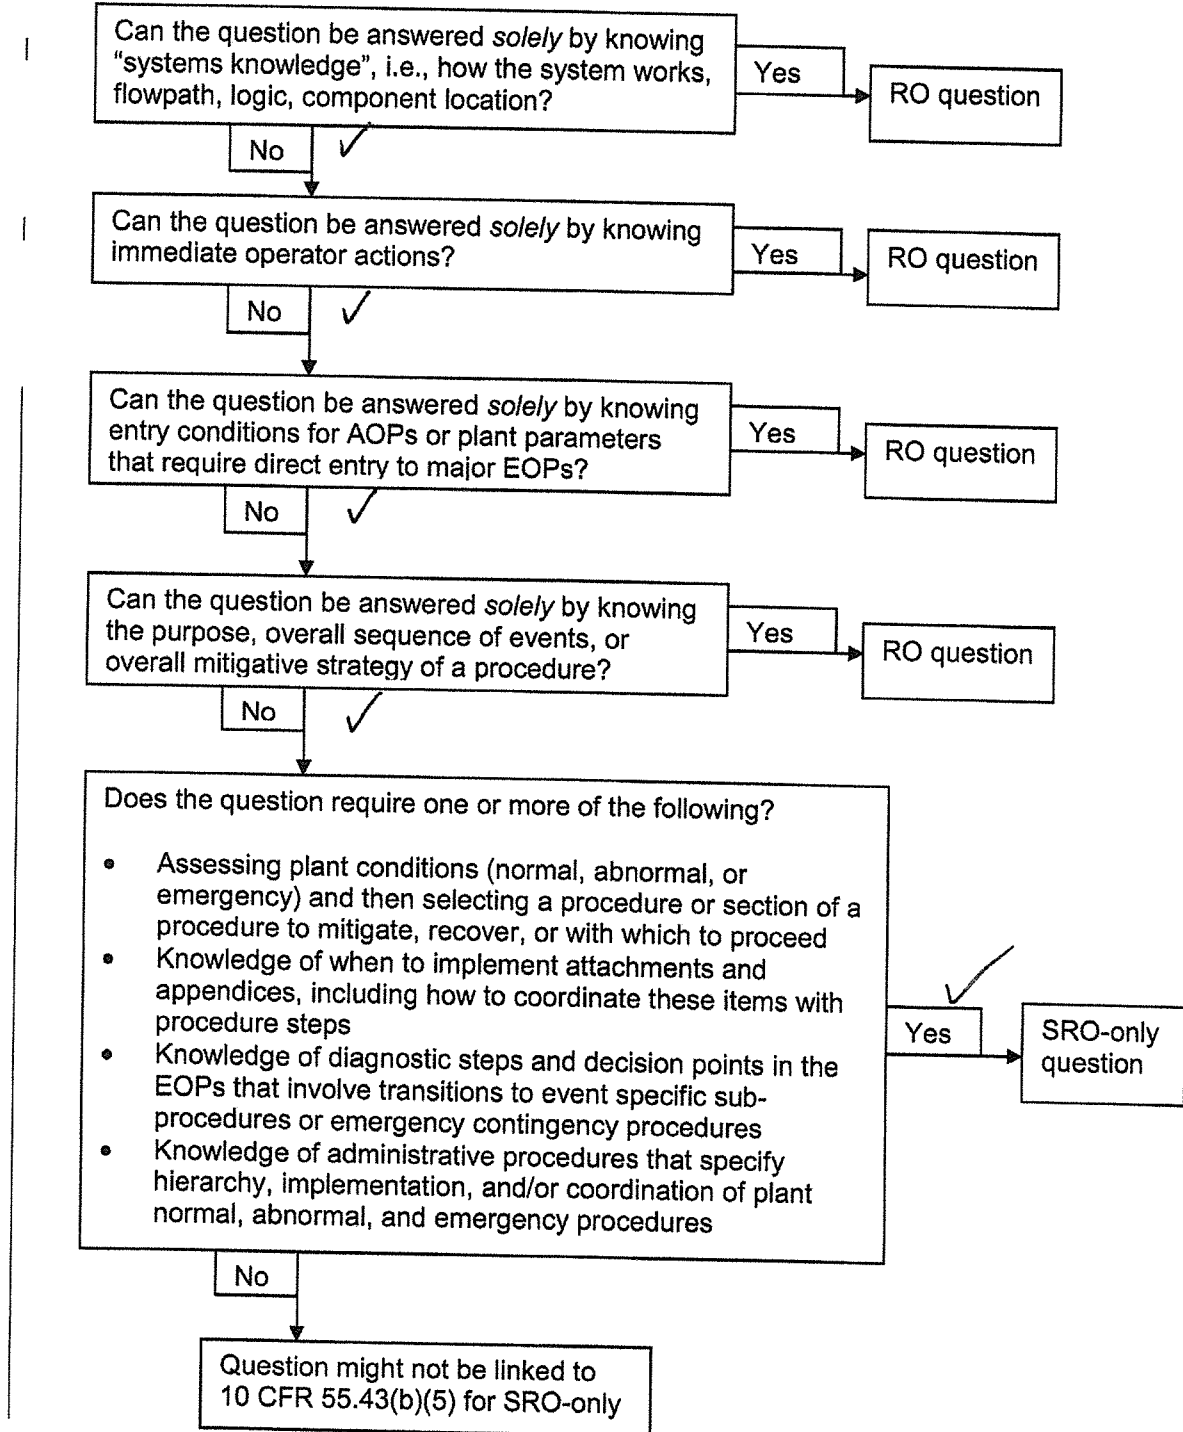 Can the question be answered solely by knowing
“systems knowledge”, i.e., how the system works,
flowpath, logic, component location?
Yes
RO question
No
Can the question be answered solely by knowing
immediate operator actions?
Yes
RO question
No
Can the question be answered solely by knowing
entry conditions for AOPs or plant parameters
that require direct entry to major EOPs?
Yes
RO question
No
Can the question be answered solely by knowing
the purpose, overall sequence of events, or
overall mitigative strategy of a procedure?
Yes
RO question
No
Does the question require one or more of the following?
• Assessing plant conditions (normal, abnormal, or
emergency) and then selecting a procedure or section of a
procedure to mitigate, recover, or with which to proceed
• Knowledge of when to implement attachments and
appendices, including how to coordinate these items with
procedure steps
• Knowledge of diagnostic steps and decision points in the
EOPs that involve transitions to event specific sub-
procedures or emergency contingency procedures
• Knowledge of administrative procedures that specify
hierarchy, implementation, and/or coordination of plant
normal, abnormal, and emergency procedures
Yes
SRO-only
question
No
Question might not be linked to
10 CFR 55.43(b)(5) for SRO-only